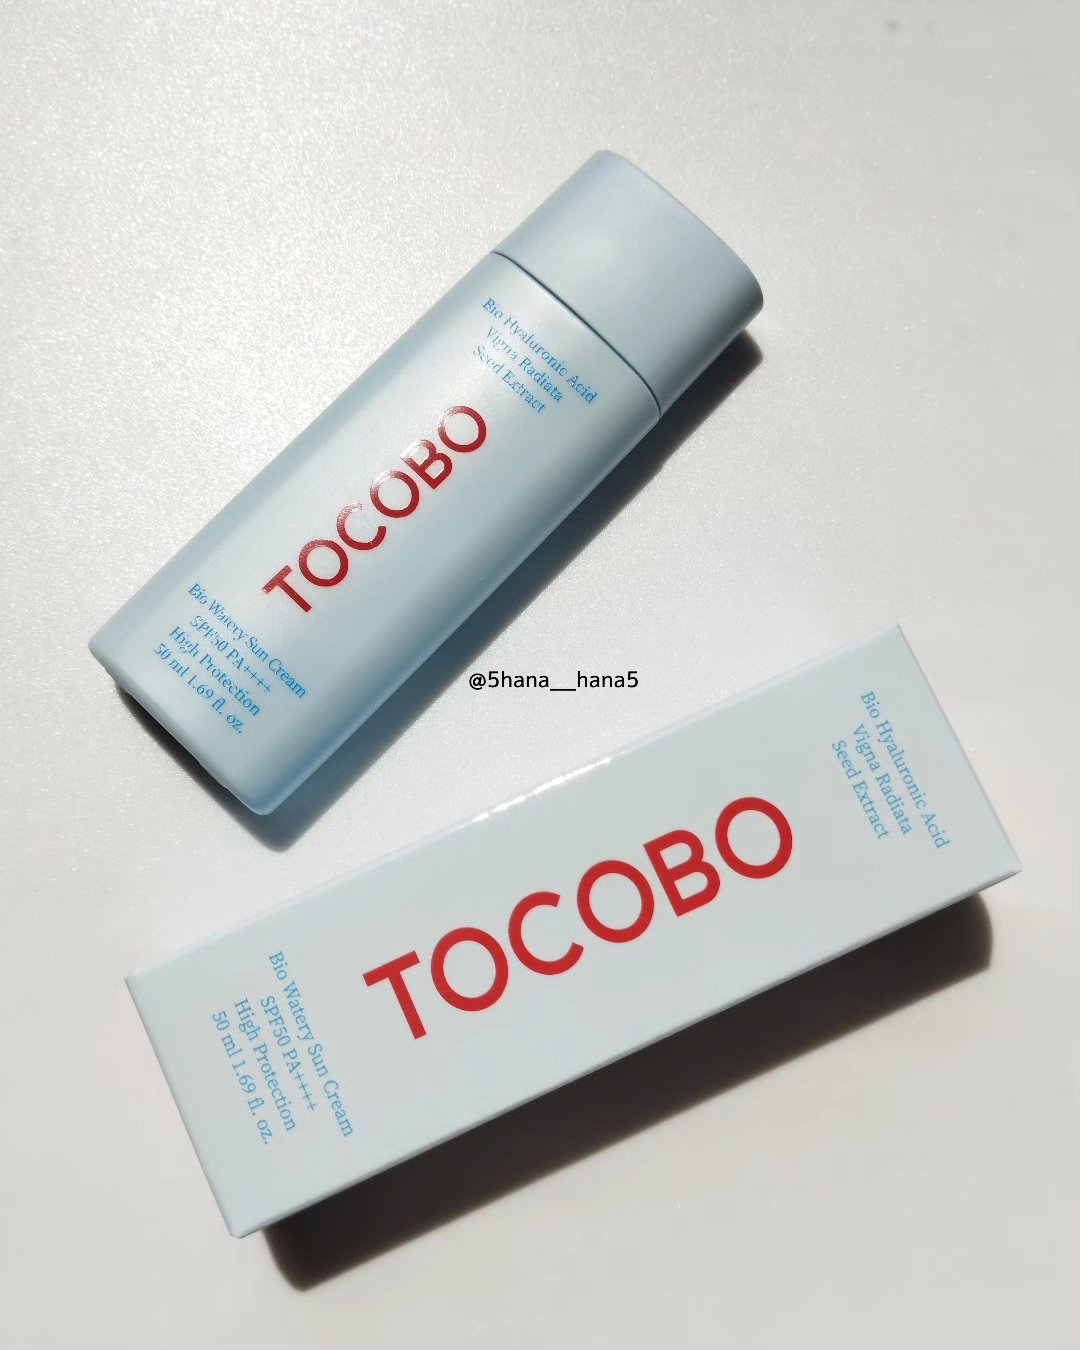 Bio Hyaluronic Acid
Vigna Radiata
Seed Extract
TOCOBO
Bio Watery Sun Cream
SPF50 PA++++
High Protection
50 ml 1.69 fl. oz.
@5hana__hana5
Bio Hyaluronic Acid
Vigna Radiata
Seed Extract
TOCOBO
Bio Watery Sun Cream
SPF50 PA++++
High Protection
50 ml 1.69 fl. oz.